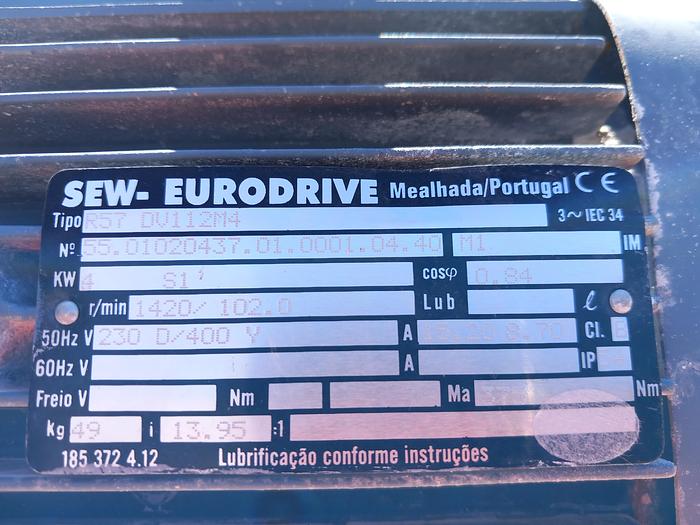 SEW-EURODRIVE Mealhada/Portugal CE
Tipo R57 DV112M4 3~ IEC 34
Nº 55.01020437.01.0001.04.40 M1 IM
KW 4 S1 cosφ 0.84
r/min 1420/ 102.0 Lub ℓ
50Hz V 230 D/400 Y A 8.70 Cl.
60Hz V A IP
Freio V Nm Ma Nm
kg 49 i 13.95 :1
185 372 4.12 Lubrificação conforme instruções